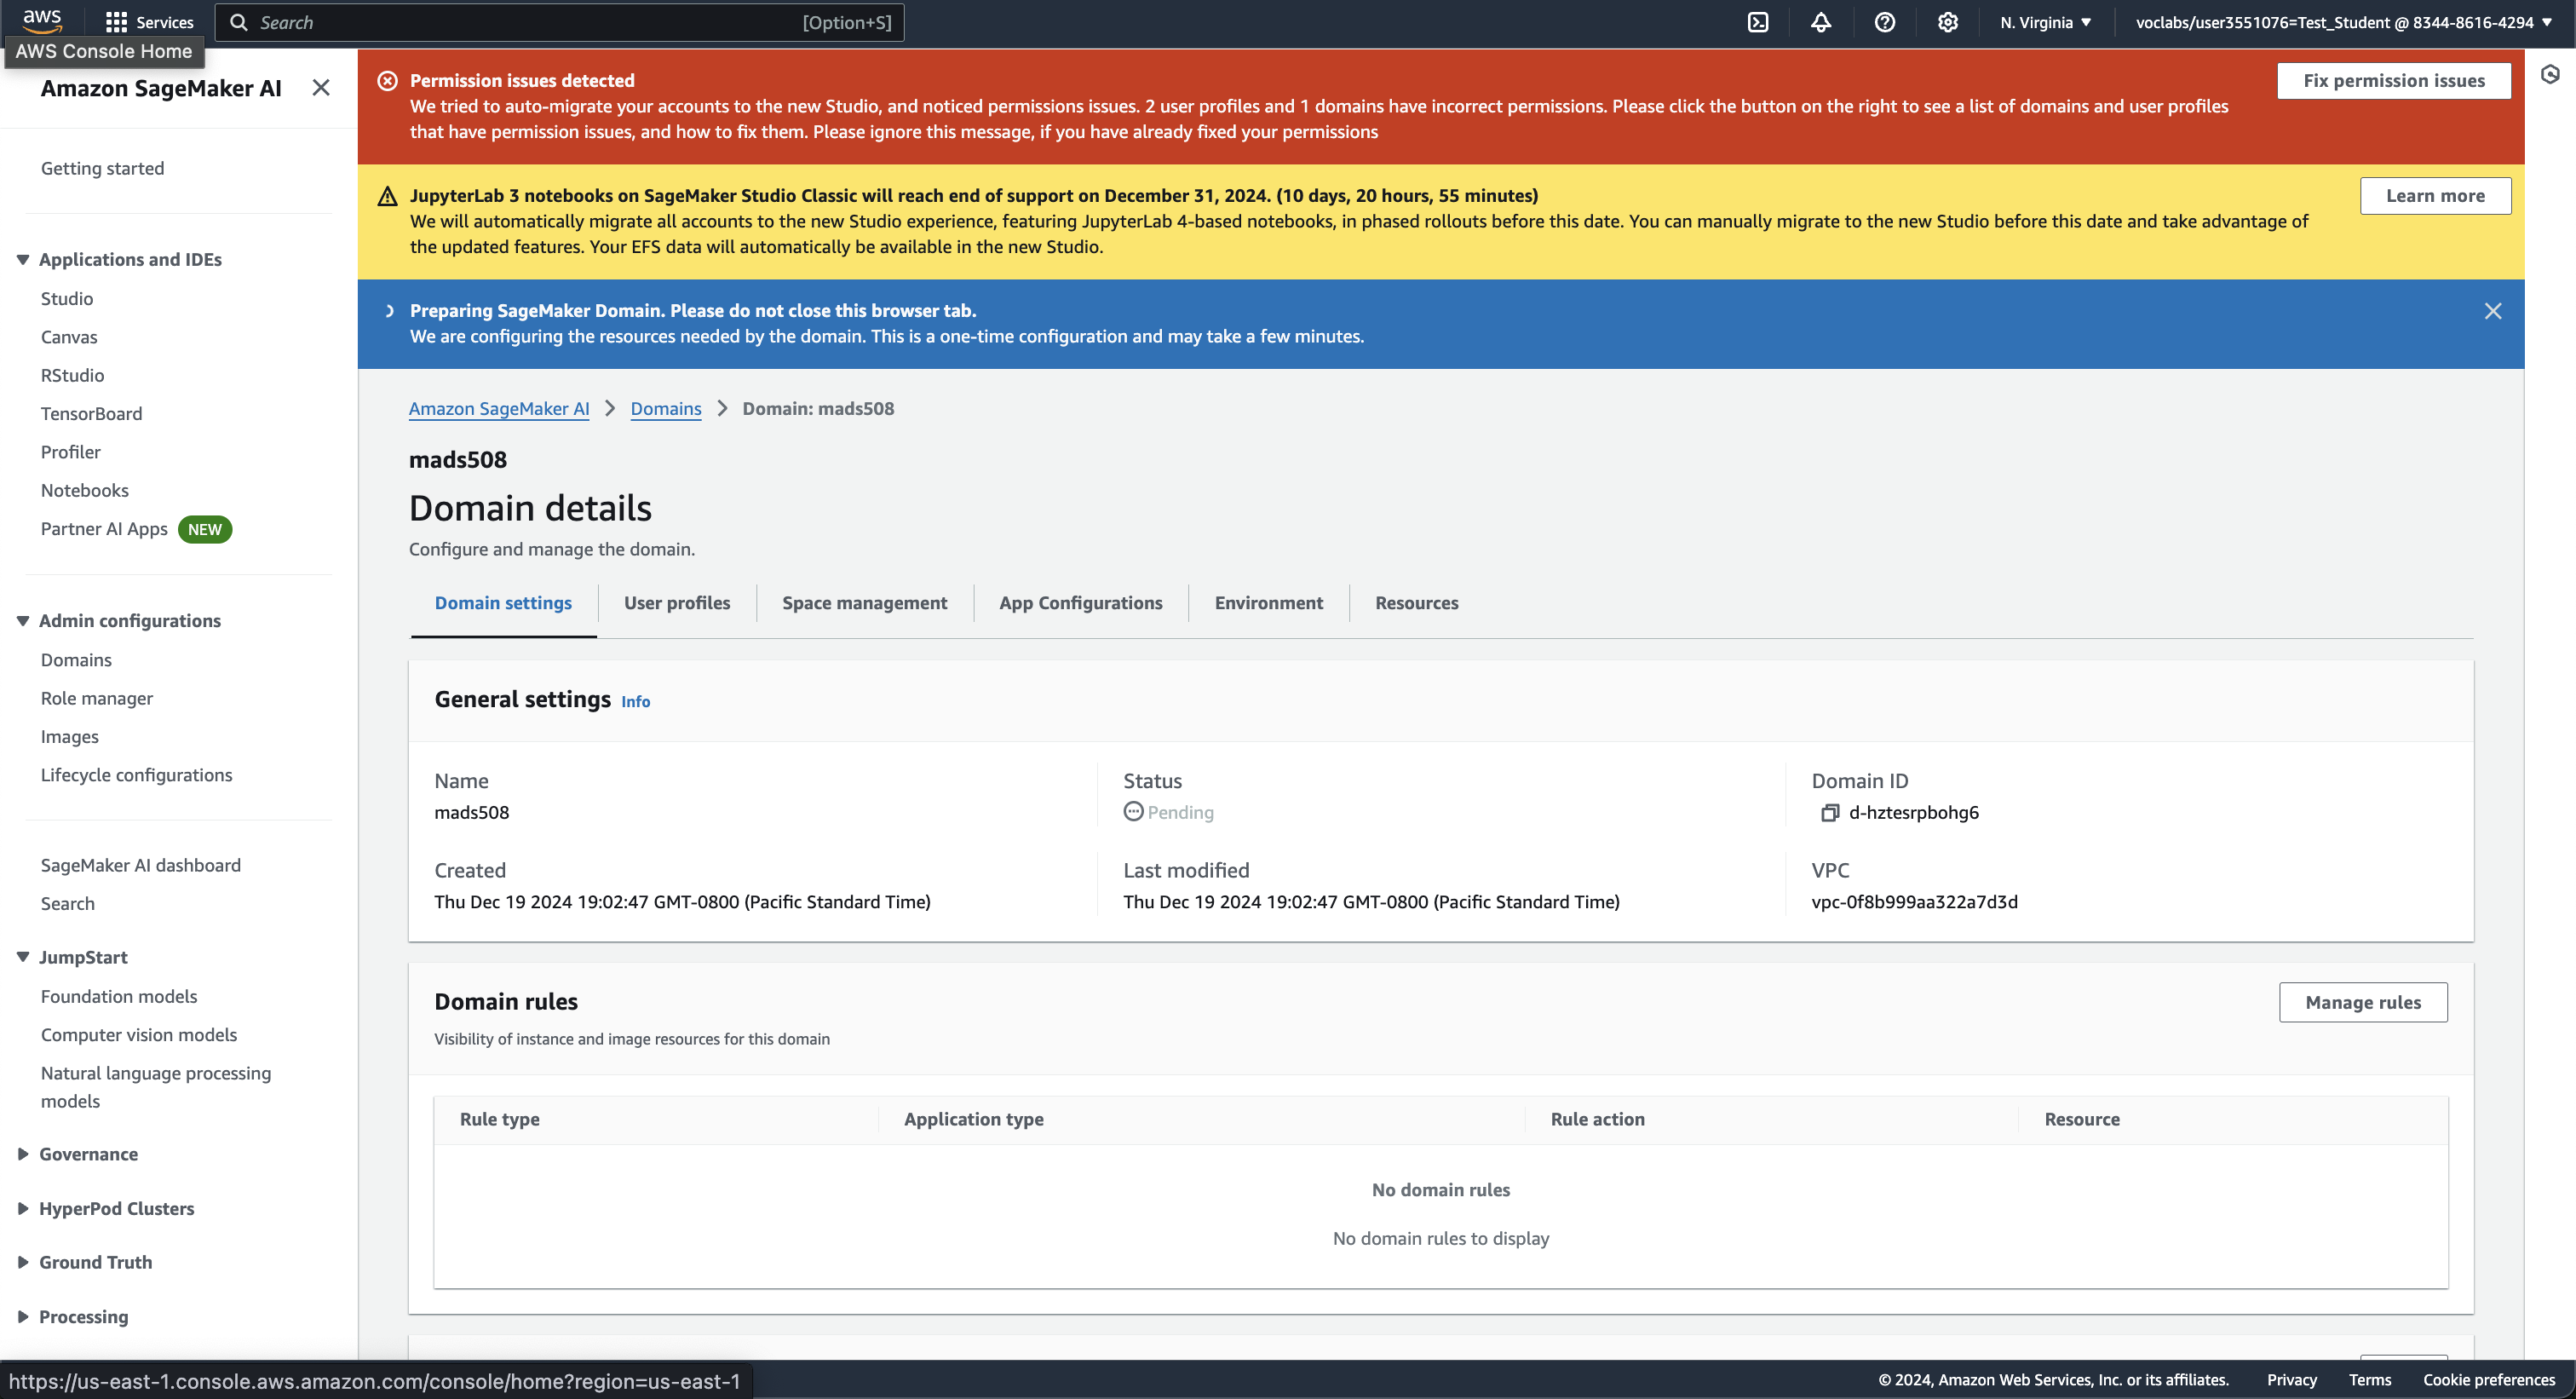 aws
Services
Search
[Option+S]
N. Virginia
voclabs/user3551076=Test_Student @ 8344-8616-4294
AWS Console Home
Amazon SageMaker AI
Getting started
Applications and IDEs
Studio
Canvas
RStudio
TensorBoard
Profiler
Notebooks
Partner AI Apps NEW
Admin configurations
Domains
Role manager
Images
Lifecycle configurations
SageMaker AI dashboard
Search
JumpStart
Foundation models
Computer vision models
Natural language processing
models
Governance
HyperPod Clusters
Ground Truth
Processing
Permission issues detected
We tried to auto-migrate your accounts to the new Studio, and noticed permissions issues. 2 user profiles and 1 domains have incorrect permissions. Please click the button on the right to see a list of domains and user profiles
that have permission issues, and how to fix them. Please ignore this message, if you have already fixed your permissions
Fix permission issues
JupyterLab 3 notebooks on SageMaker Studio Classic will reach end of support on December 31, 2024. (10 days, 20 hours, 55 minutes)
We will automatically migrate all accounts to the new Studio experience, featuring JupyterLab 4-based notebooks, in phased rollouts before this date. You can manually migrate to the new Studio before this date and take advantage of
the updated features. Your EFS data will automatically be available in the new Studio.
Learn more
Preparing SageMaker Domain. Please do not close this browser tab.
We are configuring the resources needed by the domain. This is a one-time configuration and may take a few minutes.
Amazon SageMaker AI > Domains > Domain: mads508
mads508
Domain details
Configure and manage the domain.
Domain settings
User profiles
Space management
App Configurations
Environment
Resources
General settings Info
Name
mads508
Status
Pending
Domain ID
d-hztesrpbohg6
Created
Thu Dec 19 2024 19:02:47 GMT-0800 (Pacific Standard Time)
Last modified
Thu Dec 19 2024 19:02:47 GMT-0800 (Pacific Standard Time)
VPC
vpc-0f8b999aa322a7d3d
Domain rules
Visibility of instance and image resources for this domain
Manage rules
Rule type
Application type
Rule action
Resource
No domain rules
No domain rules to display
https://us-east-1.console.aws.amazon.com/console/home?region=us-east-1
© 2024, Amazon Web Services, Inc. or its affiliates.
Privacy
Terms
Cookie preferences